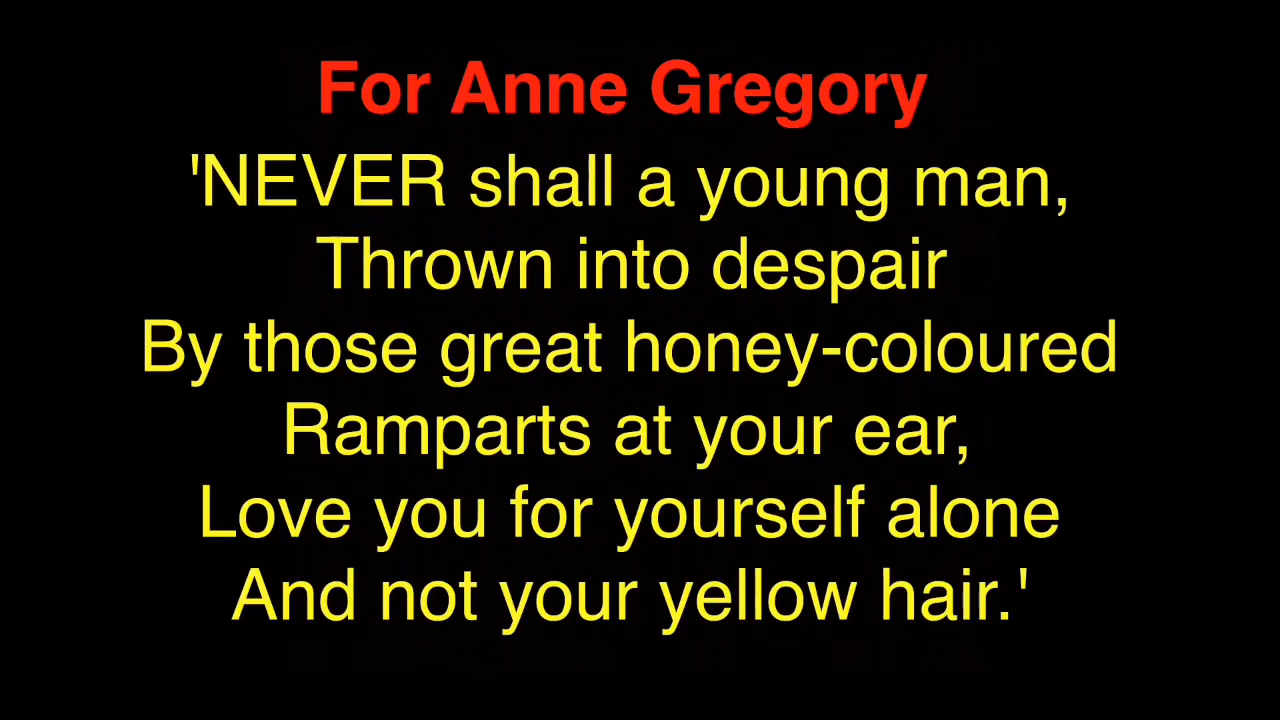 For Anne Gregory
'NEVER shall a young man,
Thrown into despair
By those great honey-coloured
Ramparts at your ear,
Love you for yourself alone
And not your yellow hair.'